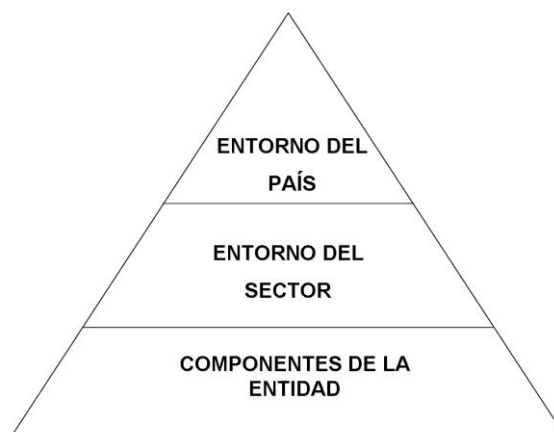 ENTORNO DEL
PAÍS
ENTORNO DEL
SECTOR
COMPONENTES DE LA
ENTIDAD